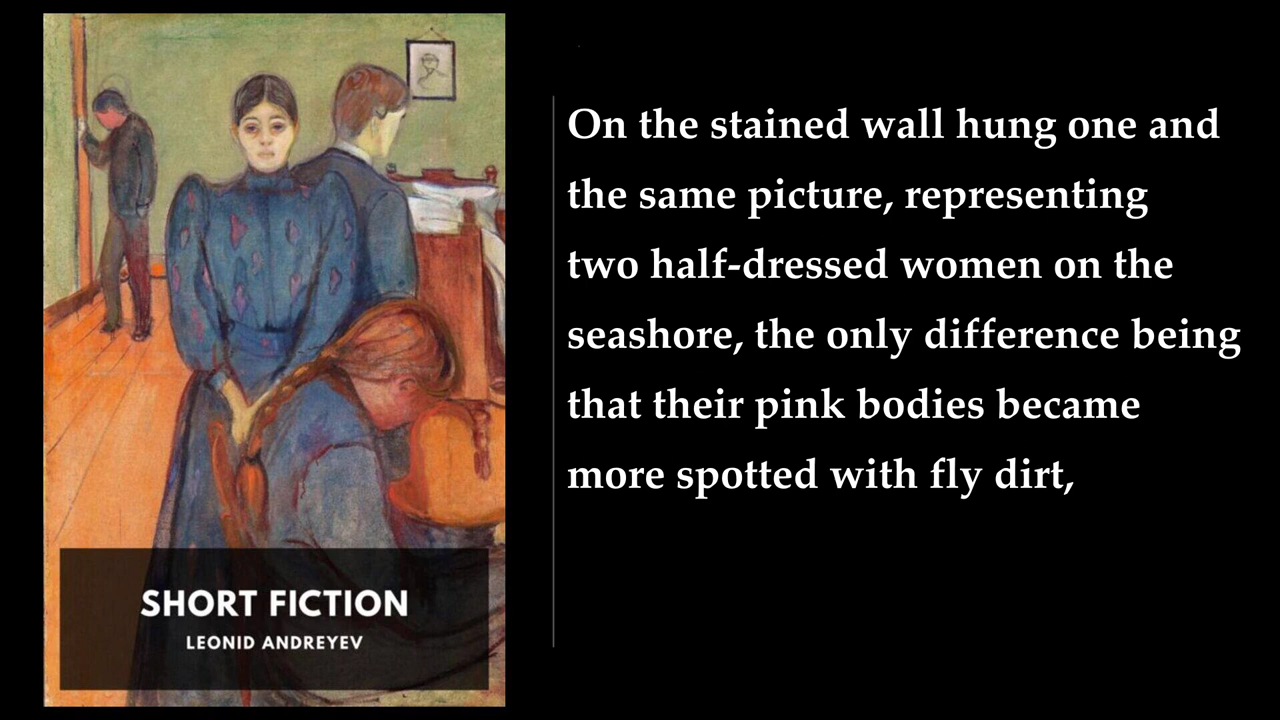 SHORT FICTION
LEONID ANDREYEV
On the stained wall hung one and
the same picture, representing
two half-dressed women on the
seashore, the only difference being
that their pink bodies became
more spotted with fly dirt,